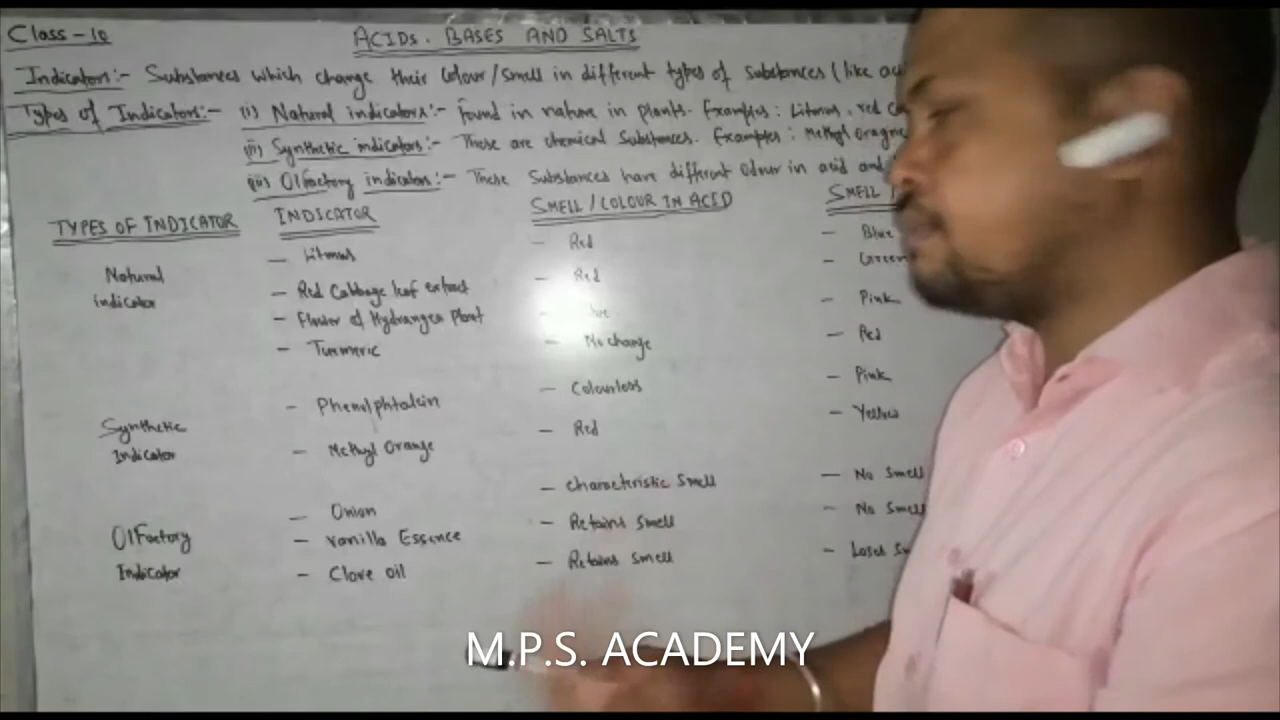 Class - 10
ACIDS. BASES AND SALTS
Indicators:- Substances which change their Colour/Smell in different types of substances (like
Types of Indicators:- (i) Natural indicators:- Found in nature in plants. Examples: Litmus, red
(ii) Synthetic indicators:- These are chemical Substances. Examples: Methyl oragne
(iii) Olfactory indicators:- These Substances have different odour in acid and
TYPES OF INDICATOR INDICATOR SMELL/COLOUR IN ACID SMELL/
Natural indicator
- Litmus - Red - Blue
- Red Cabbage leaf extract - Red - Green
- Flower of Hydrangea Plant - Pink
- Turmeric - No change - Red
Synthetic Indicator
- Phenolphtalein - Colourless - Pink
- Methyl Orange - Red - Yellow
Olfactory Indicator
- Onion - characteristic Smell - No Smell
- vanilla Essence - Retains Smell - No Smell
- Clove oil - Retains Smell - Loses
M.P.S. ACADEMY